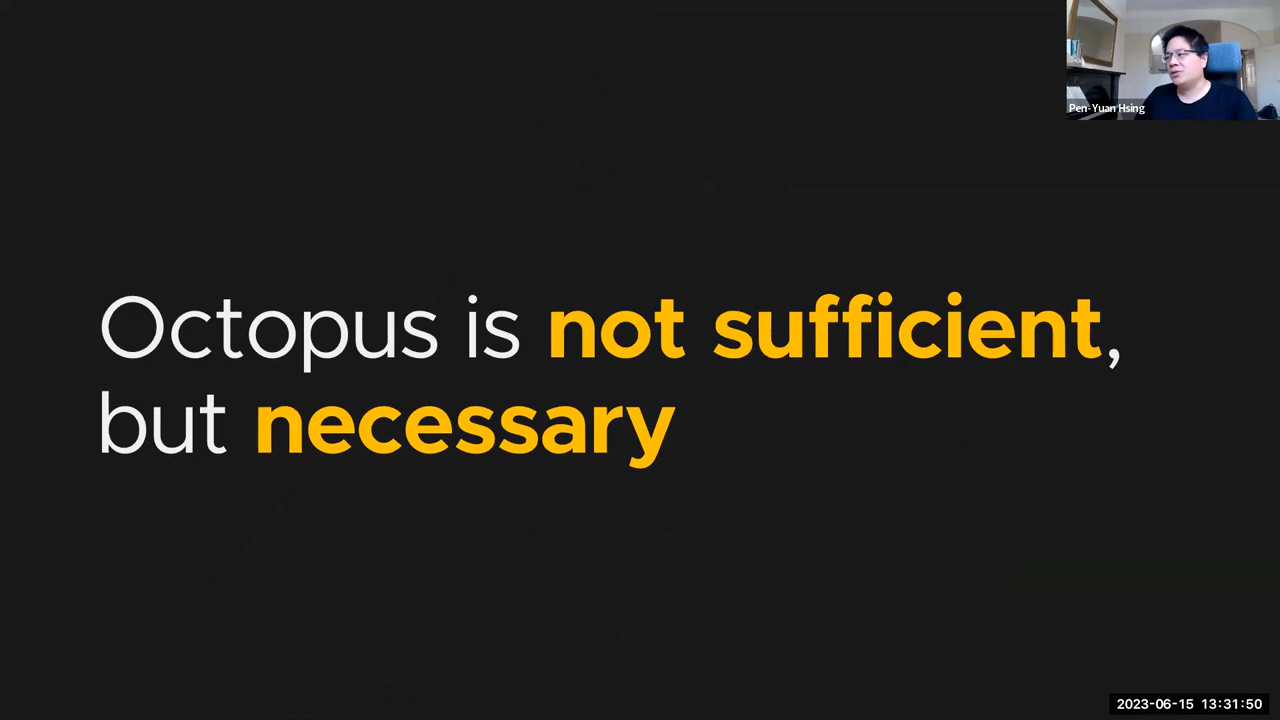 Pen-Yuan Hsing
Octopus is not sufficient,
but necessary
2023-06-15 13:31:50